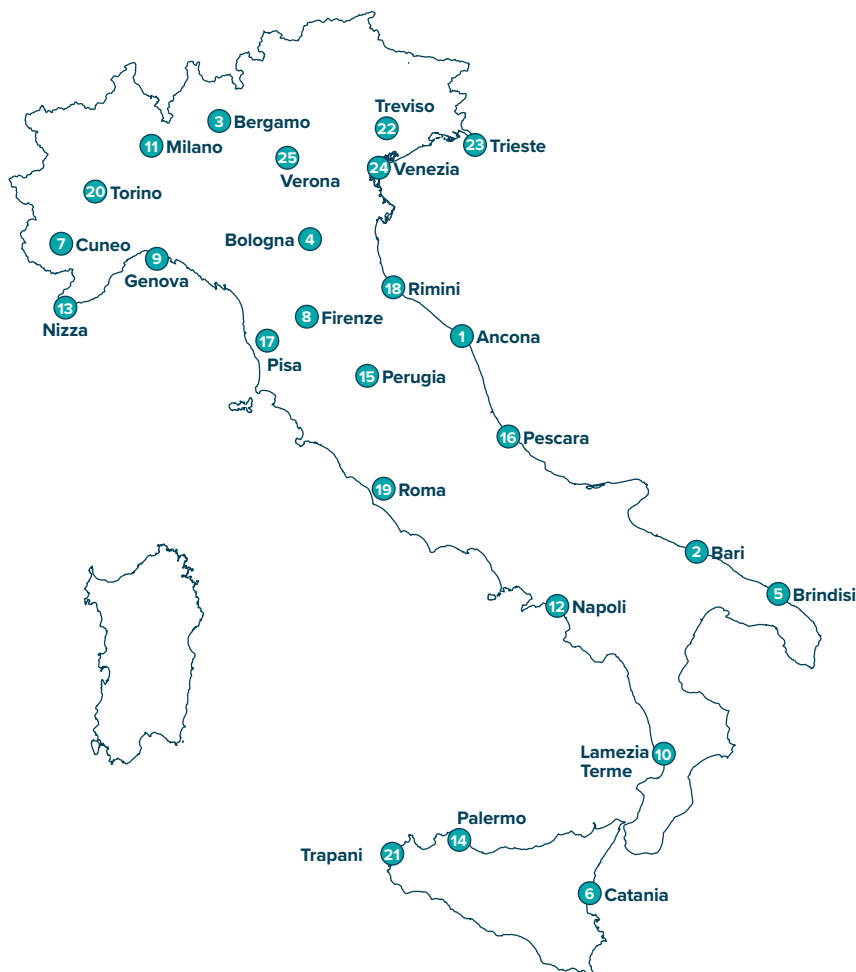 Treviso
22
3 Bergamo
11 Milano
23 Trieste
25
Verona
24 Venezia
20 Torino
Bologna 4
7 Cuneo
9
Genova
18 Rimini
13
Nizza
8 Firenze
1 Ancona
17
Pisa
15 Perugia
16 Pescara
19 Roma
2 Bari
5 Brindisi
12 Napoli
Lamezia 10
Terme
Palermo
14
Trapani 21
6 Catania